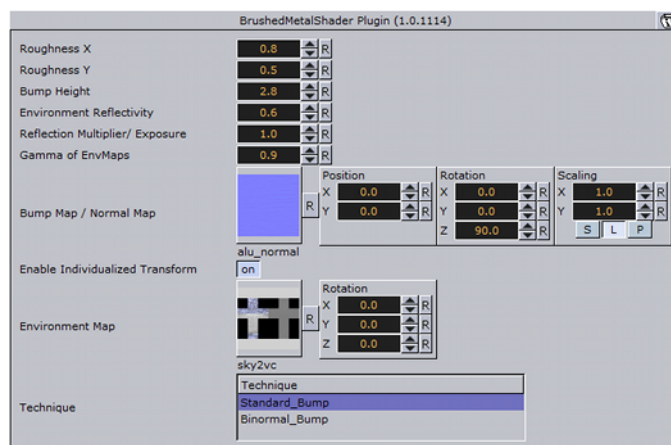 BrushedMetalShader Plugin (1.0.1114)
Roughness X 0.8 R
Roughness Y 0.5 R
Bump Height 2.8 R
Environment Reflectivity 0.6 R
Reflection Multiplier/ Exposure 1.0 R
Gamma of EnvMaps 0.9 R
Position Rotation Scaling
X 0.0 R X 0.0 R X 1.0 R
Bump Map / Normal Map R Y 0.0 R Y 0.0 R Y 1.0 R
Z 90.0 R S L P
alu_normal
Enable Individualized Transform on
Rotation
X 0.0 R
Environment Map R Y 0.0 R
Z 0.0 R
sky2vc
Technique
Technique
Standard_Bump
Binormal_Bump